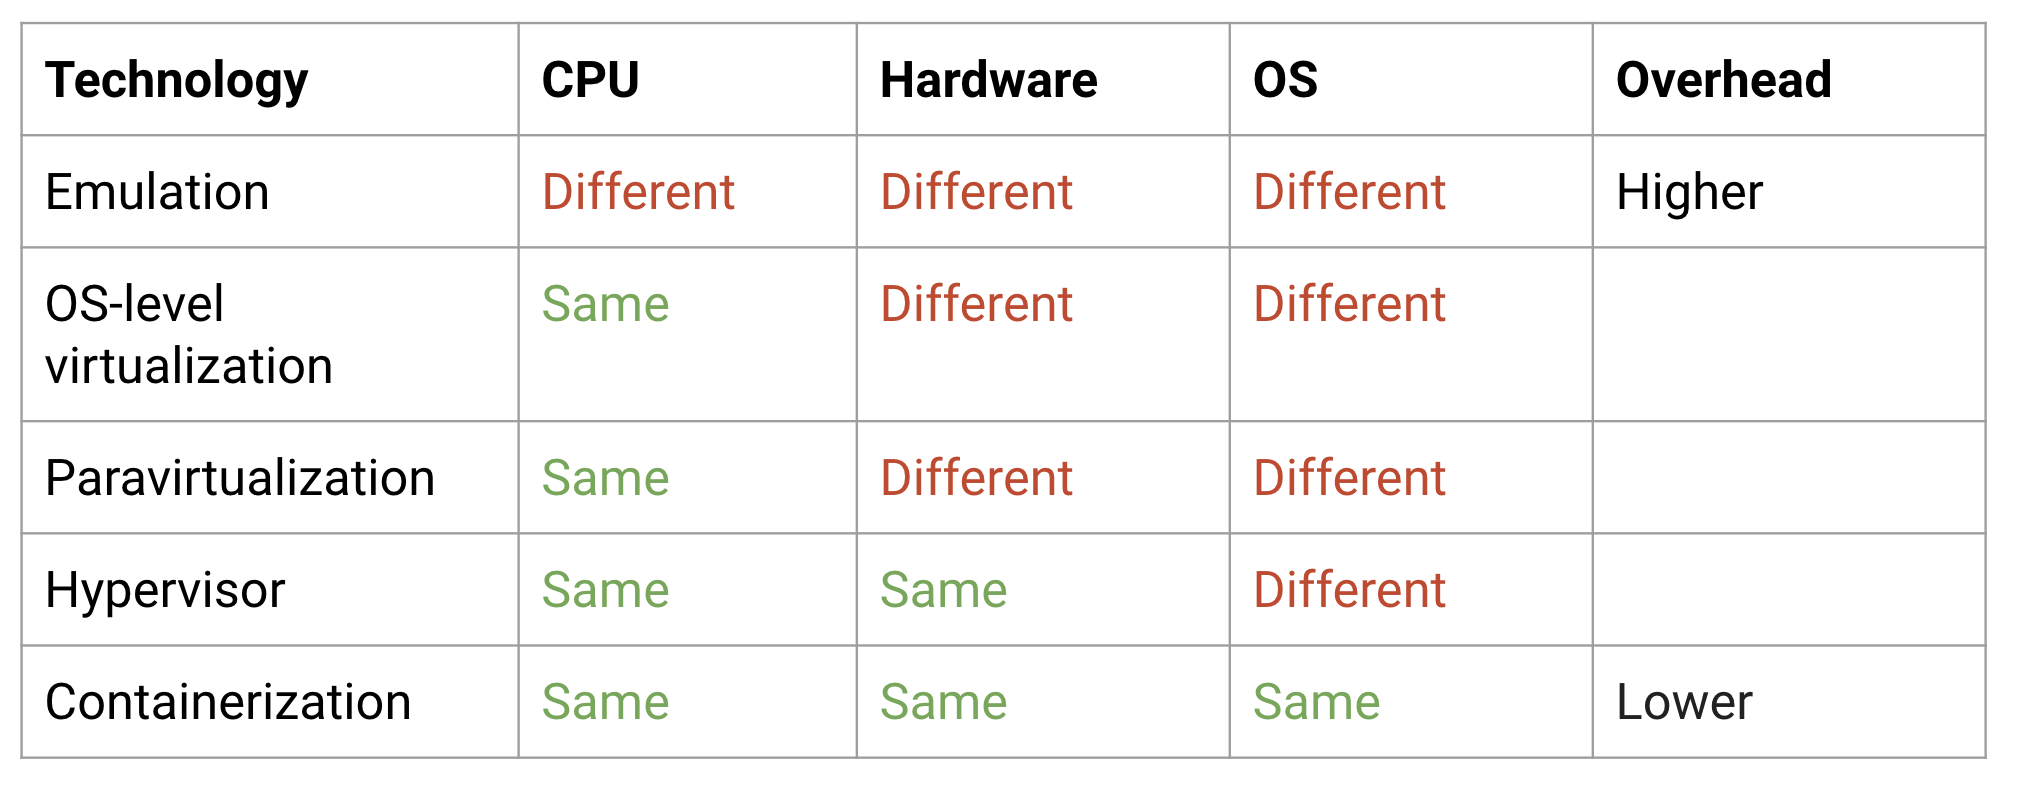 Technology CPU Hardware OS Overhead
Emulation Different Different Different Higher
OS-level Same Different Different
virtualization
Paravirtualization Same Different Different
Hypervisor Same Same Different
Containerization Same Same Same Lower